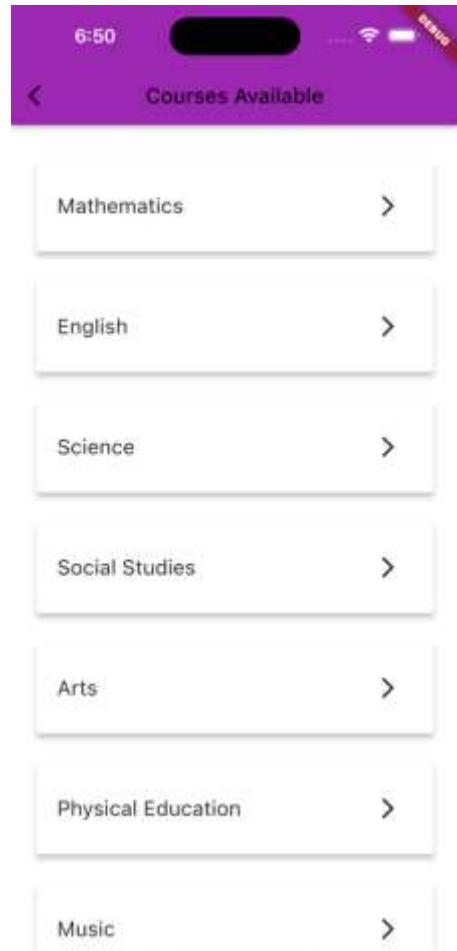 6:50
DEBUG
Courses Available
Mathematics
English
Science
Social Studies
Arts
Physical Education
Music